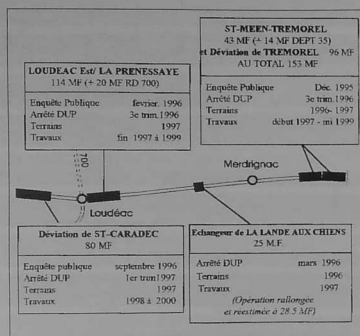 ST-MEEN-TREMOREL
43 MF (+ 14 MF DEPT 35)
et Déviation de TREMOREL 96 MF
AU TOTAL 153 MF
Enquête Publique Déc. 1995
Arrêté DUP 3e trim.1996
Terrains 1996- 1997
Travaux début 1997 - mi 1999
LOUDEAC Est/ LA PRENESSAYE
114 MF (+ 20 MF RD 700)
Enquête Publique fevrier. 1996
Arrêté DUP 3e trim.1996
Terrains 1997
Travaux fin 1997 à 1999
700
Merdrignac
Loudéac
Déviation de ST-CARADEC
80 MF
Enquête publique septembre 1996
Arrêté DUP 1er trim1997
Terrains 1997
Travaux 1998 à 2000
Echangeur de LA LANDE AUX CHIENS
25 M.F.
Arrêté DUP mars 1996
Terrains 1996
Travaux 1997
(Opération rallongée
et réestimée à 28.5 MF)